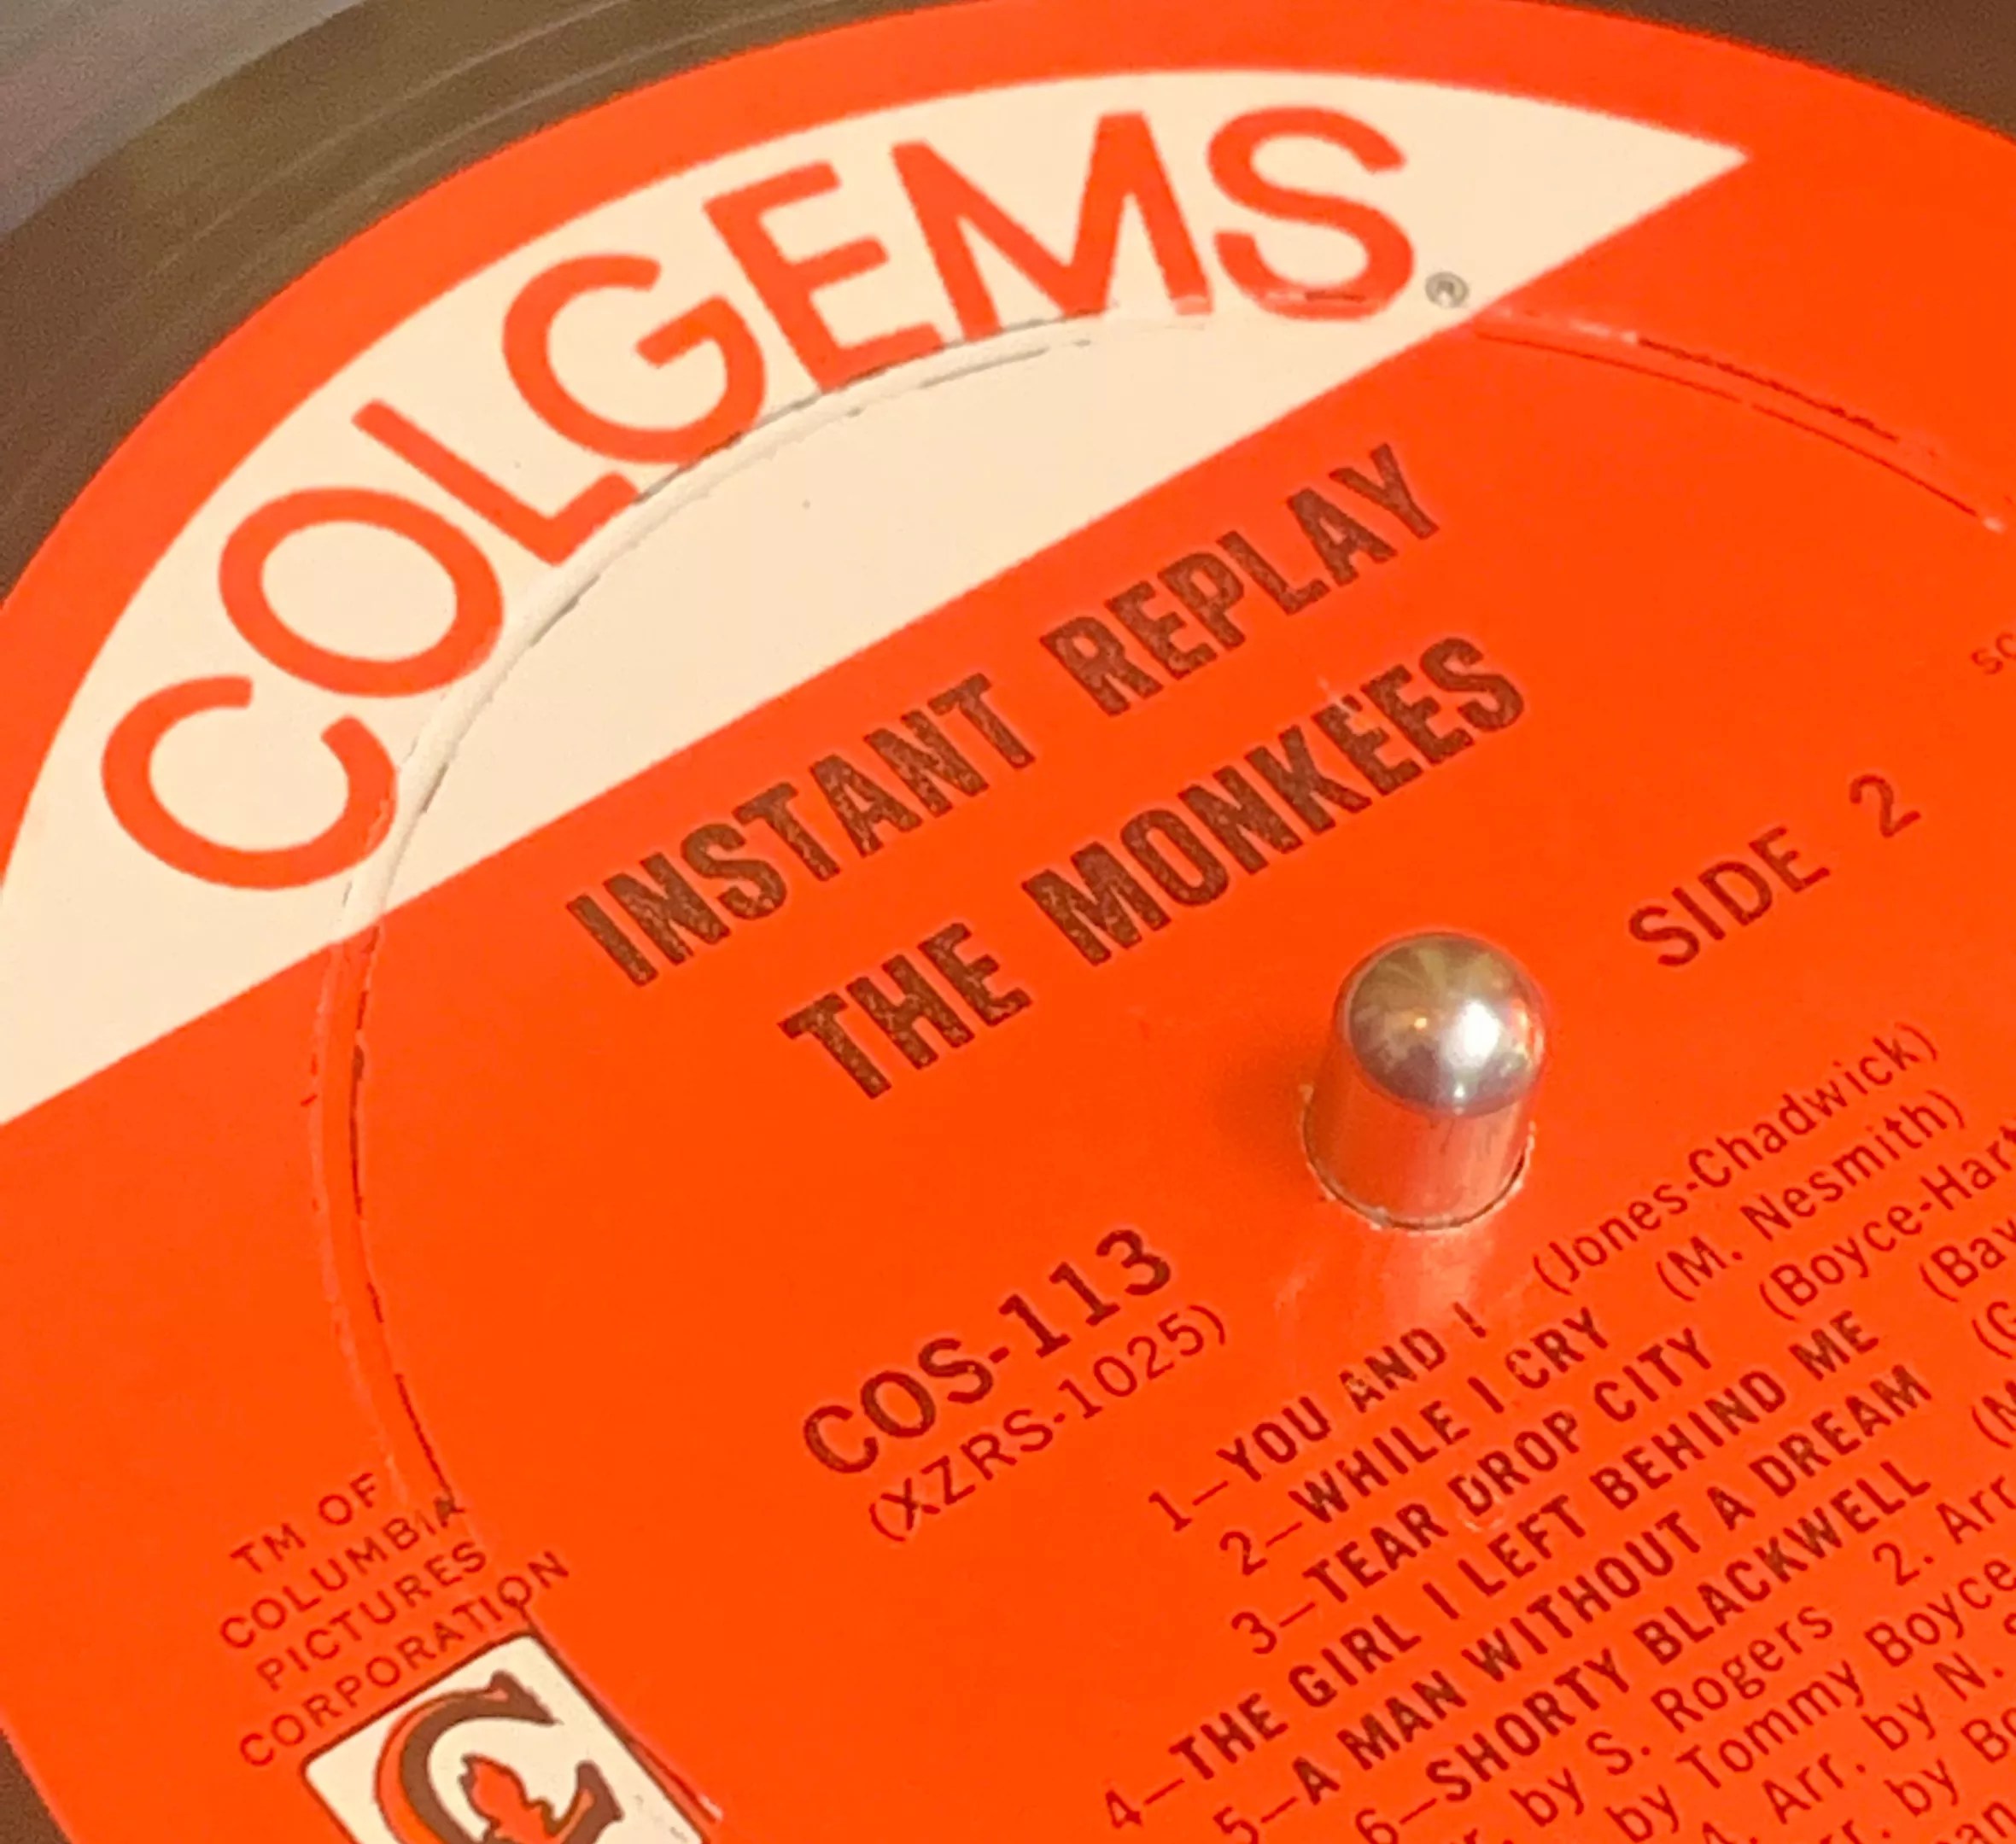 COLGEMS®
INSTANT REPLAY
THE MONKEES
SIDE 2
COS-113
(XZRS-1025)
1—YOU AND I (Jones-Chadwick)
2—WHILE I CRY (M. Nesmith)
3—TEAR DROP CITY (Boyce-Hart
4—THE GIRL I LEFT BEHIND ME
5—A MAN WITHOUT A DREAM
6—SHORTY BLACKWELL
by S. Rogers 2. Arr
by Tommy Boyce
4. Arr. by N.
by
TM OF
COLUMBIA
PICTURES
CORPORATION
C